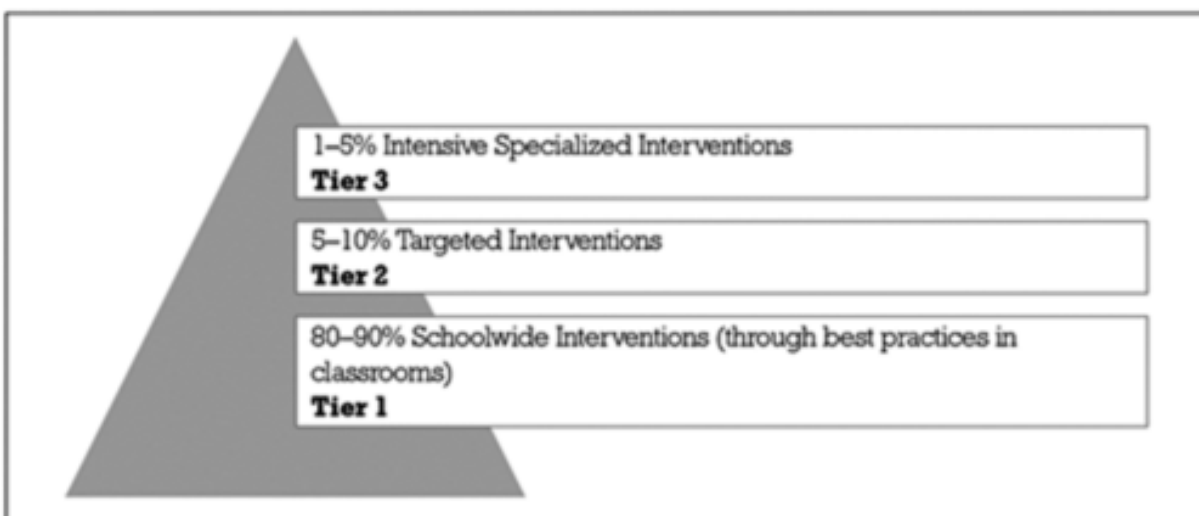 1–5% Intensive Specialized Interventions
Tier 3
5–10% Targeted Interventions
Tier 2
80–90% Schoolwide Interventions (through best practices in
classrooms)
Tier 1